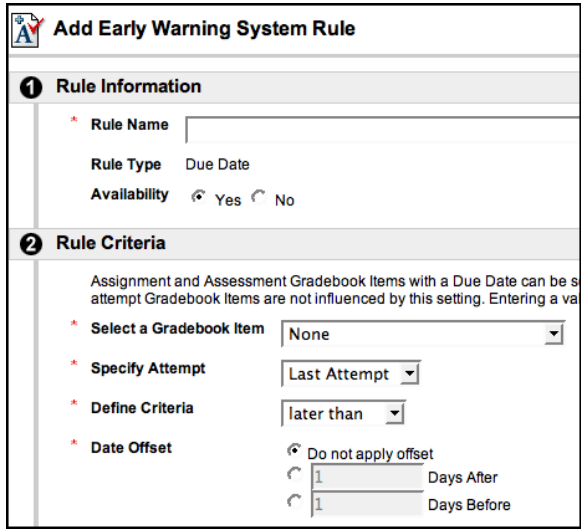 Add Early Warning System Rule
1 Rule Information
* Rule Name
Rule Type Due Date
Availability Yes No
2 Rule Criteria
Assignment and Assessment Gradebook Items with a Due Date can be
attempt Gradebook Items are not influenced by this setting. Entering a
* Select a Gradebook Item None
* Specify Attempt Last Attempt
* Define Criteria later than
* Date Offset Do not apply offset
1 Days After
1 Days Before